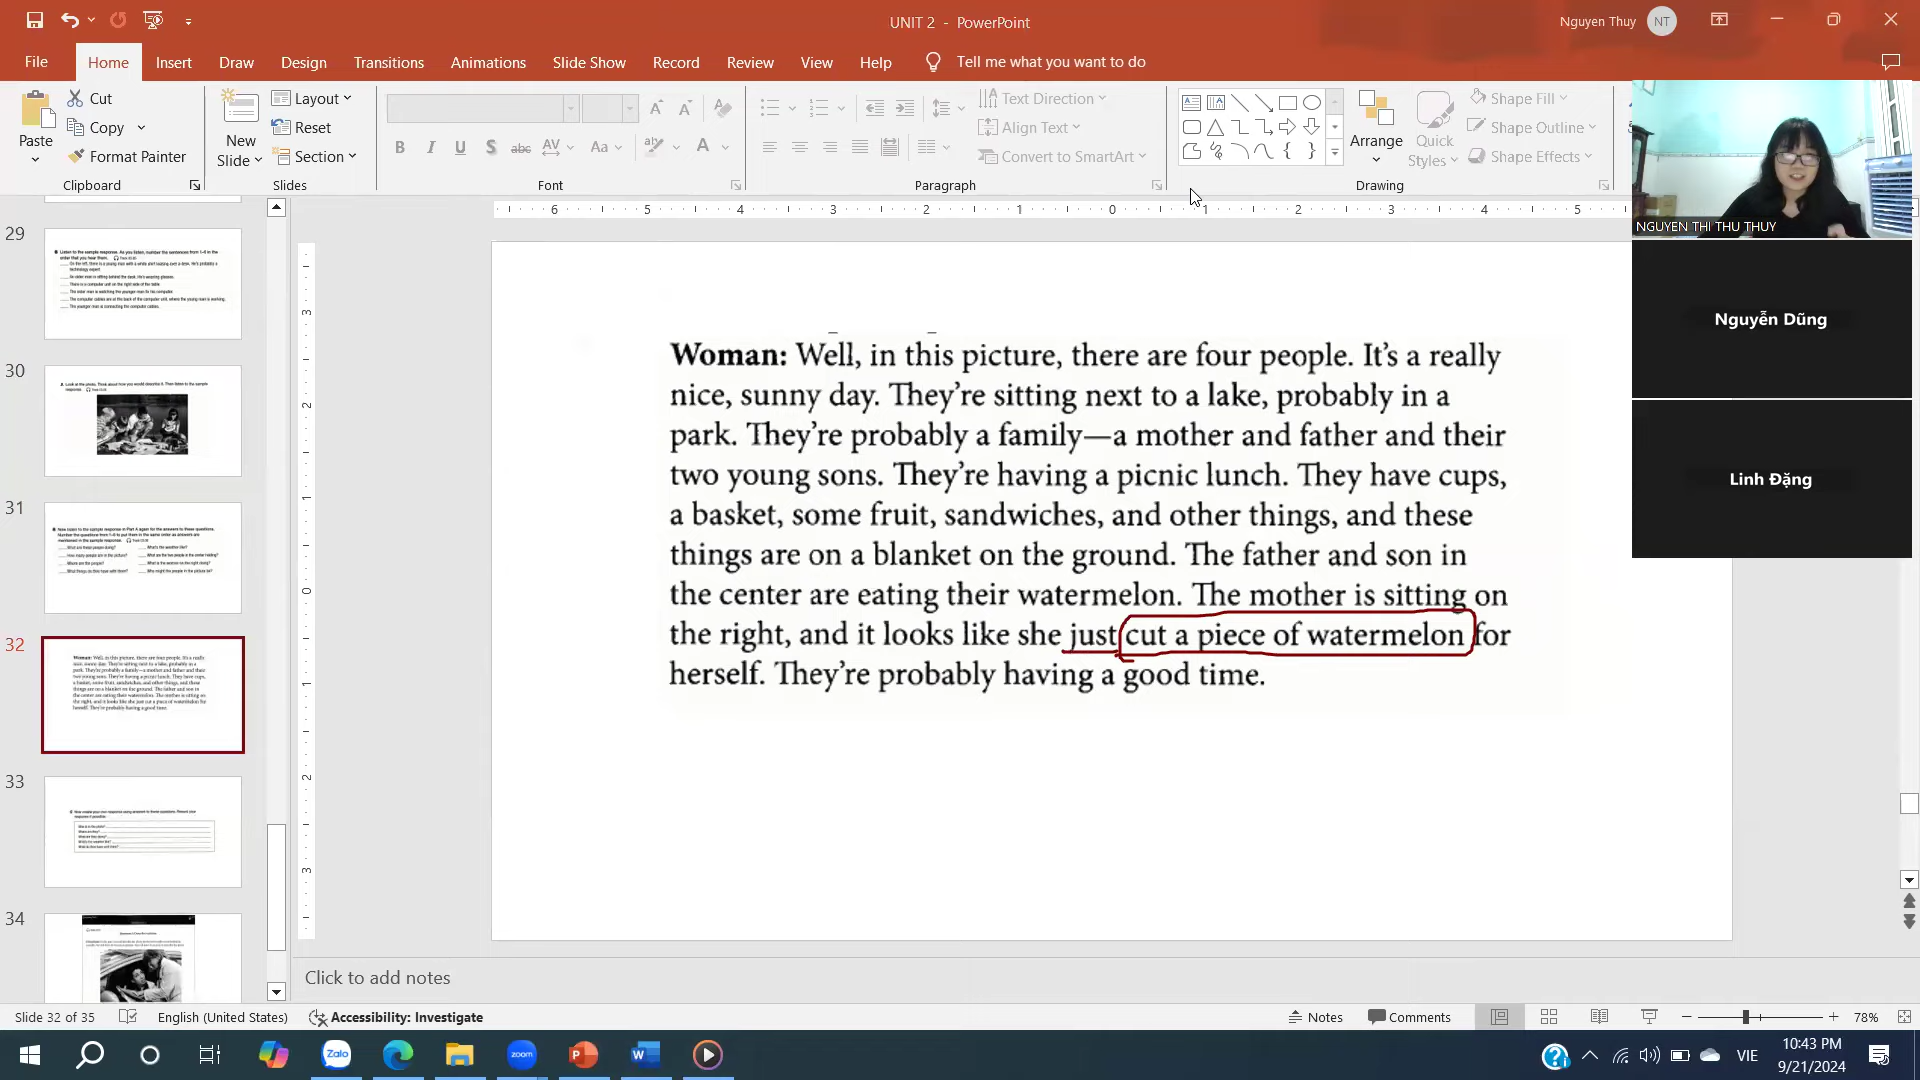 UNIT 2 - PowerPoint
Nguyen Thuy NT
File Home Insert Draw Design Transitions Animations Slide Show Record Review View Help Tell me what you want to do
Paste
Cut
Copy
Format Painter
Clipboard
New Slide
Layout
Reset
Section
Slides
Font
Text Direction
Align Text
Convert to SmartArt
Paragraph
Arrange
Quick Styles
Shape Fill
Shape Outline
Shape Effects
Drawing
NGUYEN THI THU THUY
Nguyễn Dũng
Linh Đặng
29
30
31
32
33
34
Woman: Well, in this picture, there are four people. It’s a really
nice, sunny day. They’re sitting next to a lake, probably in a
park. They’re probably a family—a mother and father and their
two young sons. They’re having a picnic lunch. They have cups,
a basket, some fruit, sandwiches, and other things, and these
things are on a blanket on the ground. The father and son in
the center are eating their watermelon. The mother is sitting on
the right, and it looks like she just cut a piece of watermelon for
herself. They’re probably having a good time.
Click to add notes
Slide 32 of 35 English (United States) Accessibility: Investigate Notes Comments 78%
Zalo zoom VIE
10:43 PM
9/21/2024